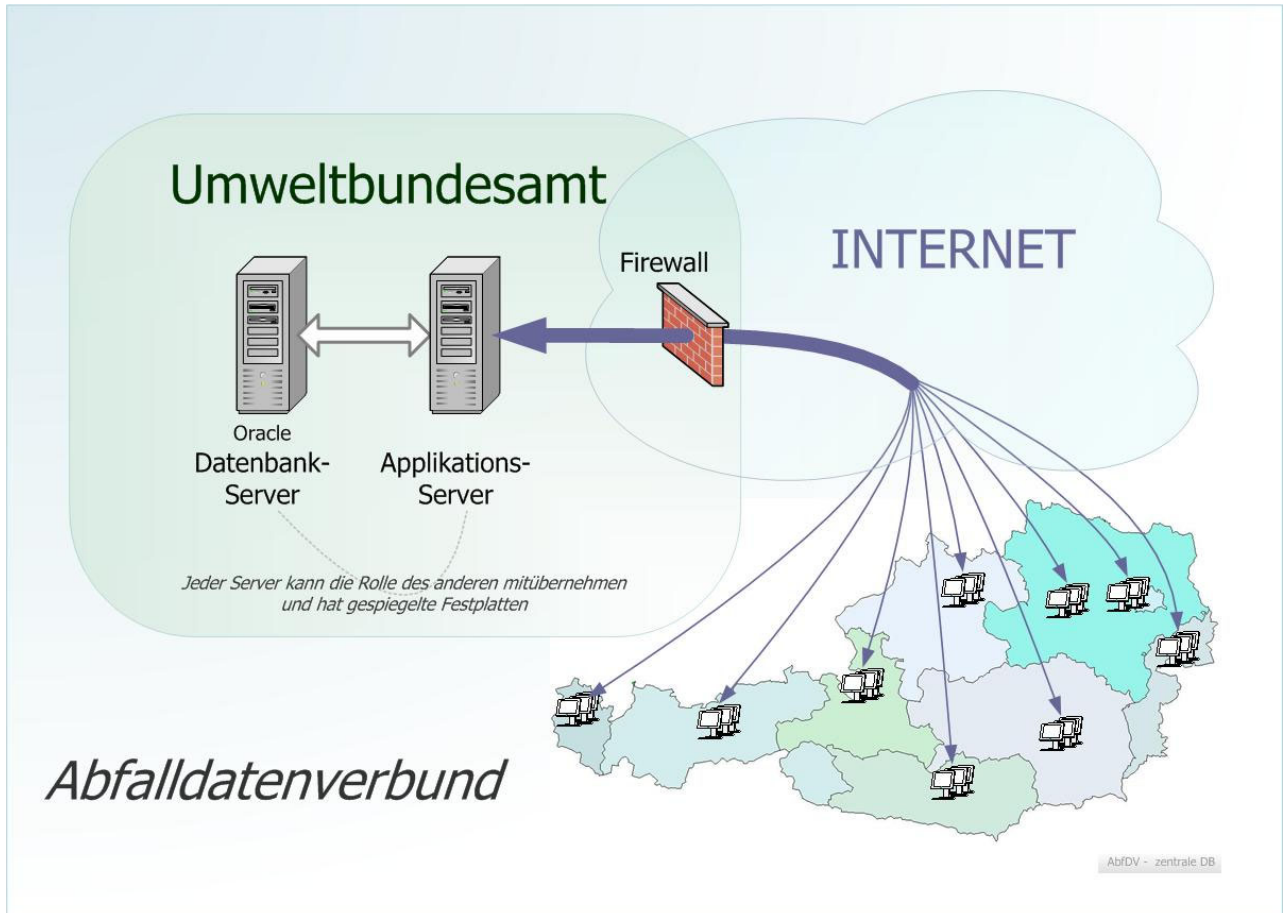 Umweltbundesamt
INTERNET
Firewall
Oracle
Datenbank-
Server
Applikations-
Server
Jeder Server kann die Rolle des anderen mitübernehmen
und hat gespiegelte Festplatten
Abfalldatenverbund
AbfDV - zentrale DB